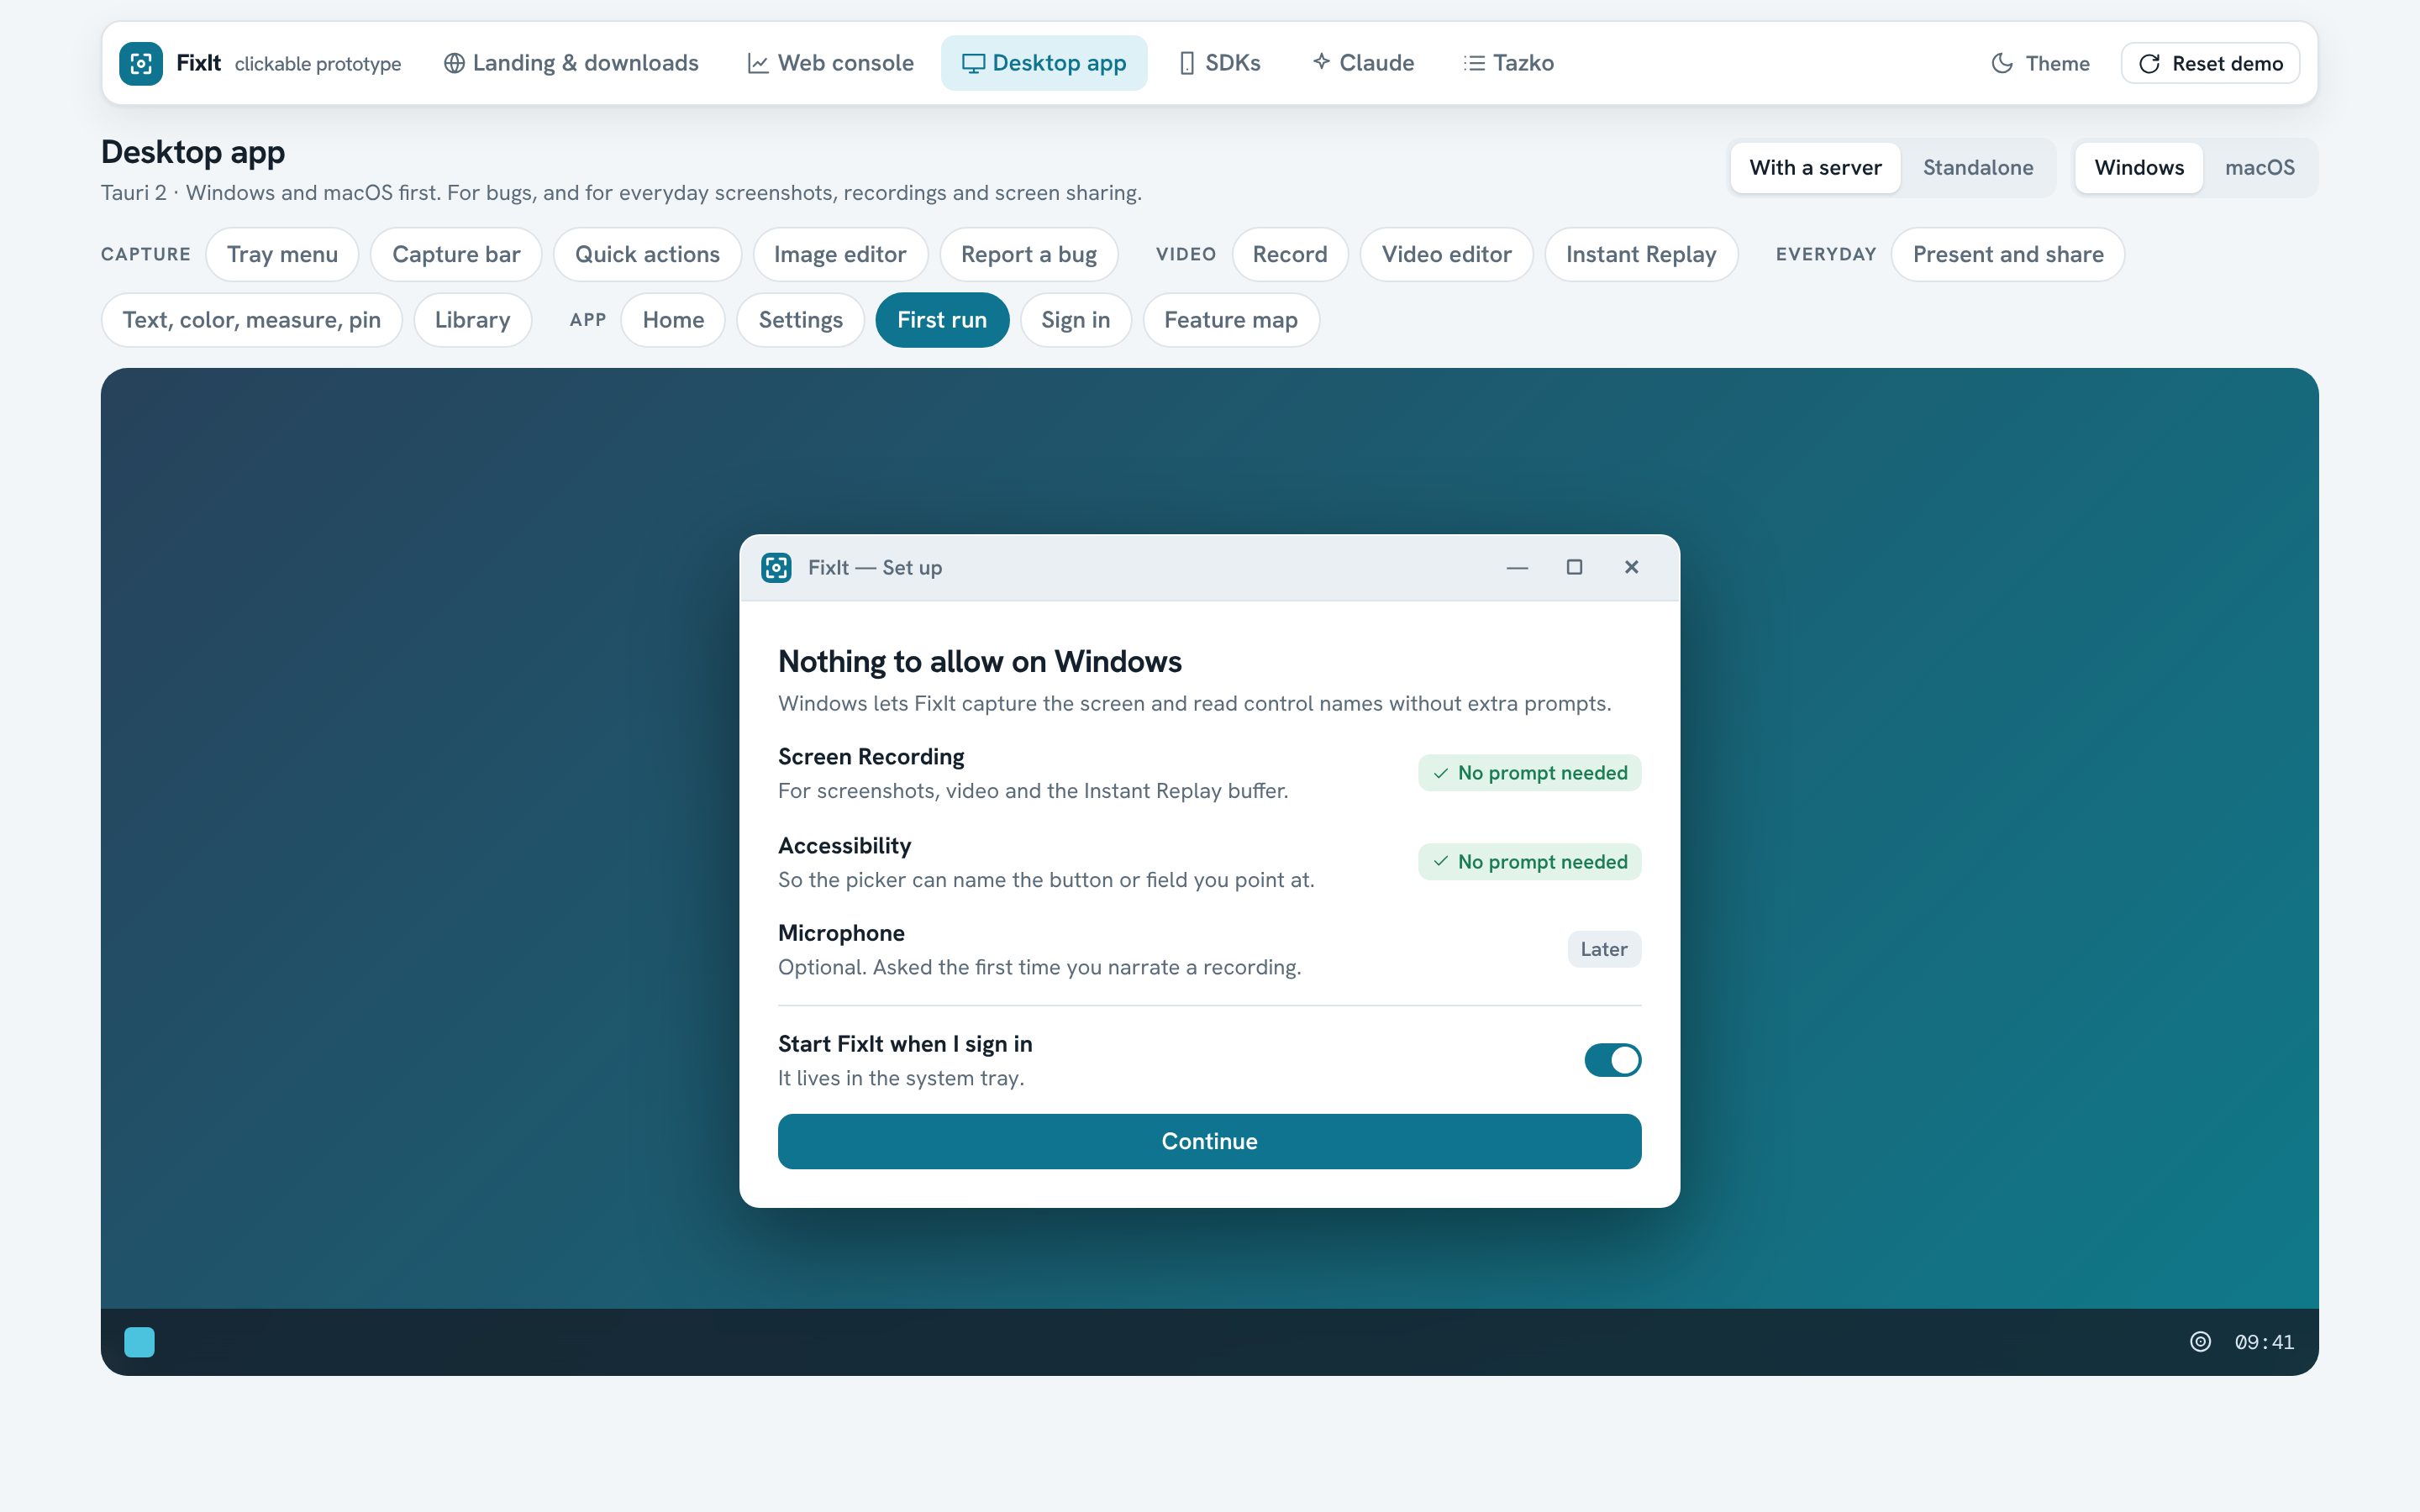 FixIt clickable prototype Landing & downloads Web console Desktop app SDKs Claude Tazko Theme Reset demo
Desktop app
With a server Standalone Windows macOS
Tauri 2 · Windows and macOS first. For bugs, and for everyday screenshots, recordings and screen sharing.
CAPTURE Tray menu Capture bar Quick actions Image editor Report a bug VIDEO Record Video editor Instant Replay EVERYDAY Present and share
Text, color, measure, pin Library APP Home Settings First run Sign in Feature map
FixIt — Set up
Nothing to allow on Windows
Windows lets FixIt capture the screen and read control names without extra prompts.
Screen Recording
No prompt needed
For screenshots, video and the Instant Replay buffer.
Accessibility
No prompt needed
So the picker can name the button or field you point at.
Microphone
Later
Optional. Asked the first time you narrate a recording.
Start FixIt when I sign in
It lives in the system tray.
Continue
09:41